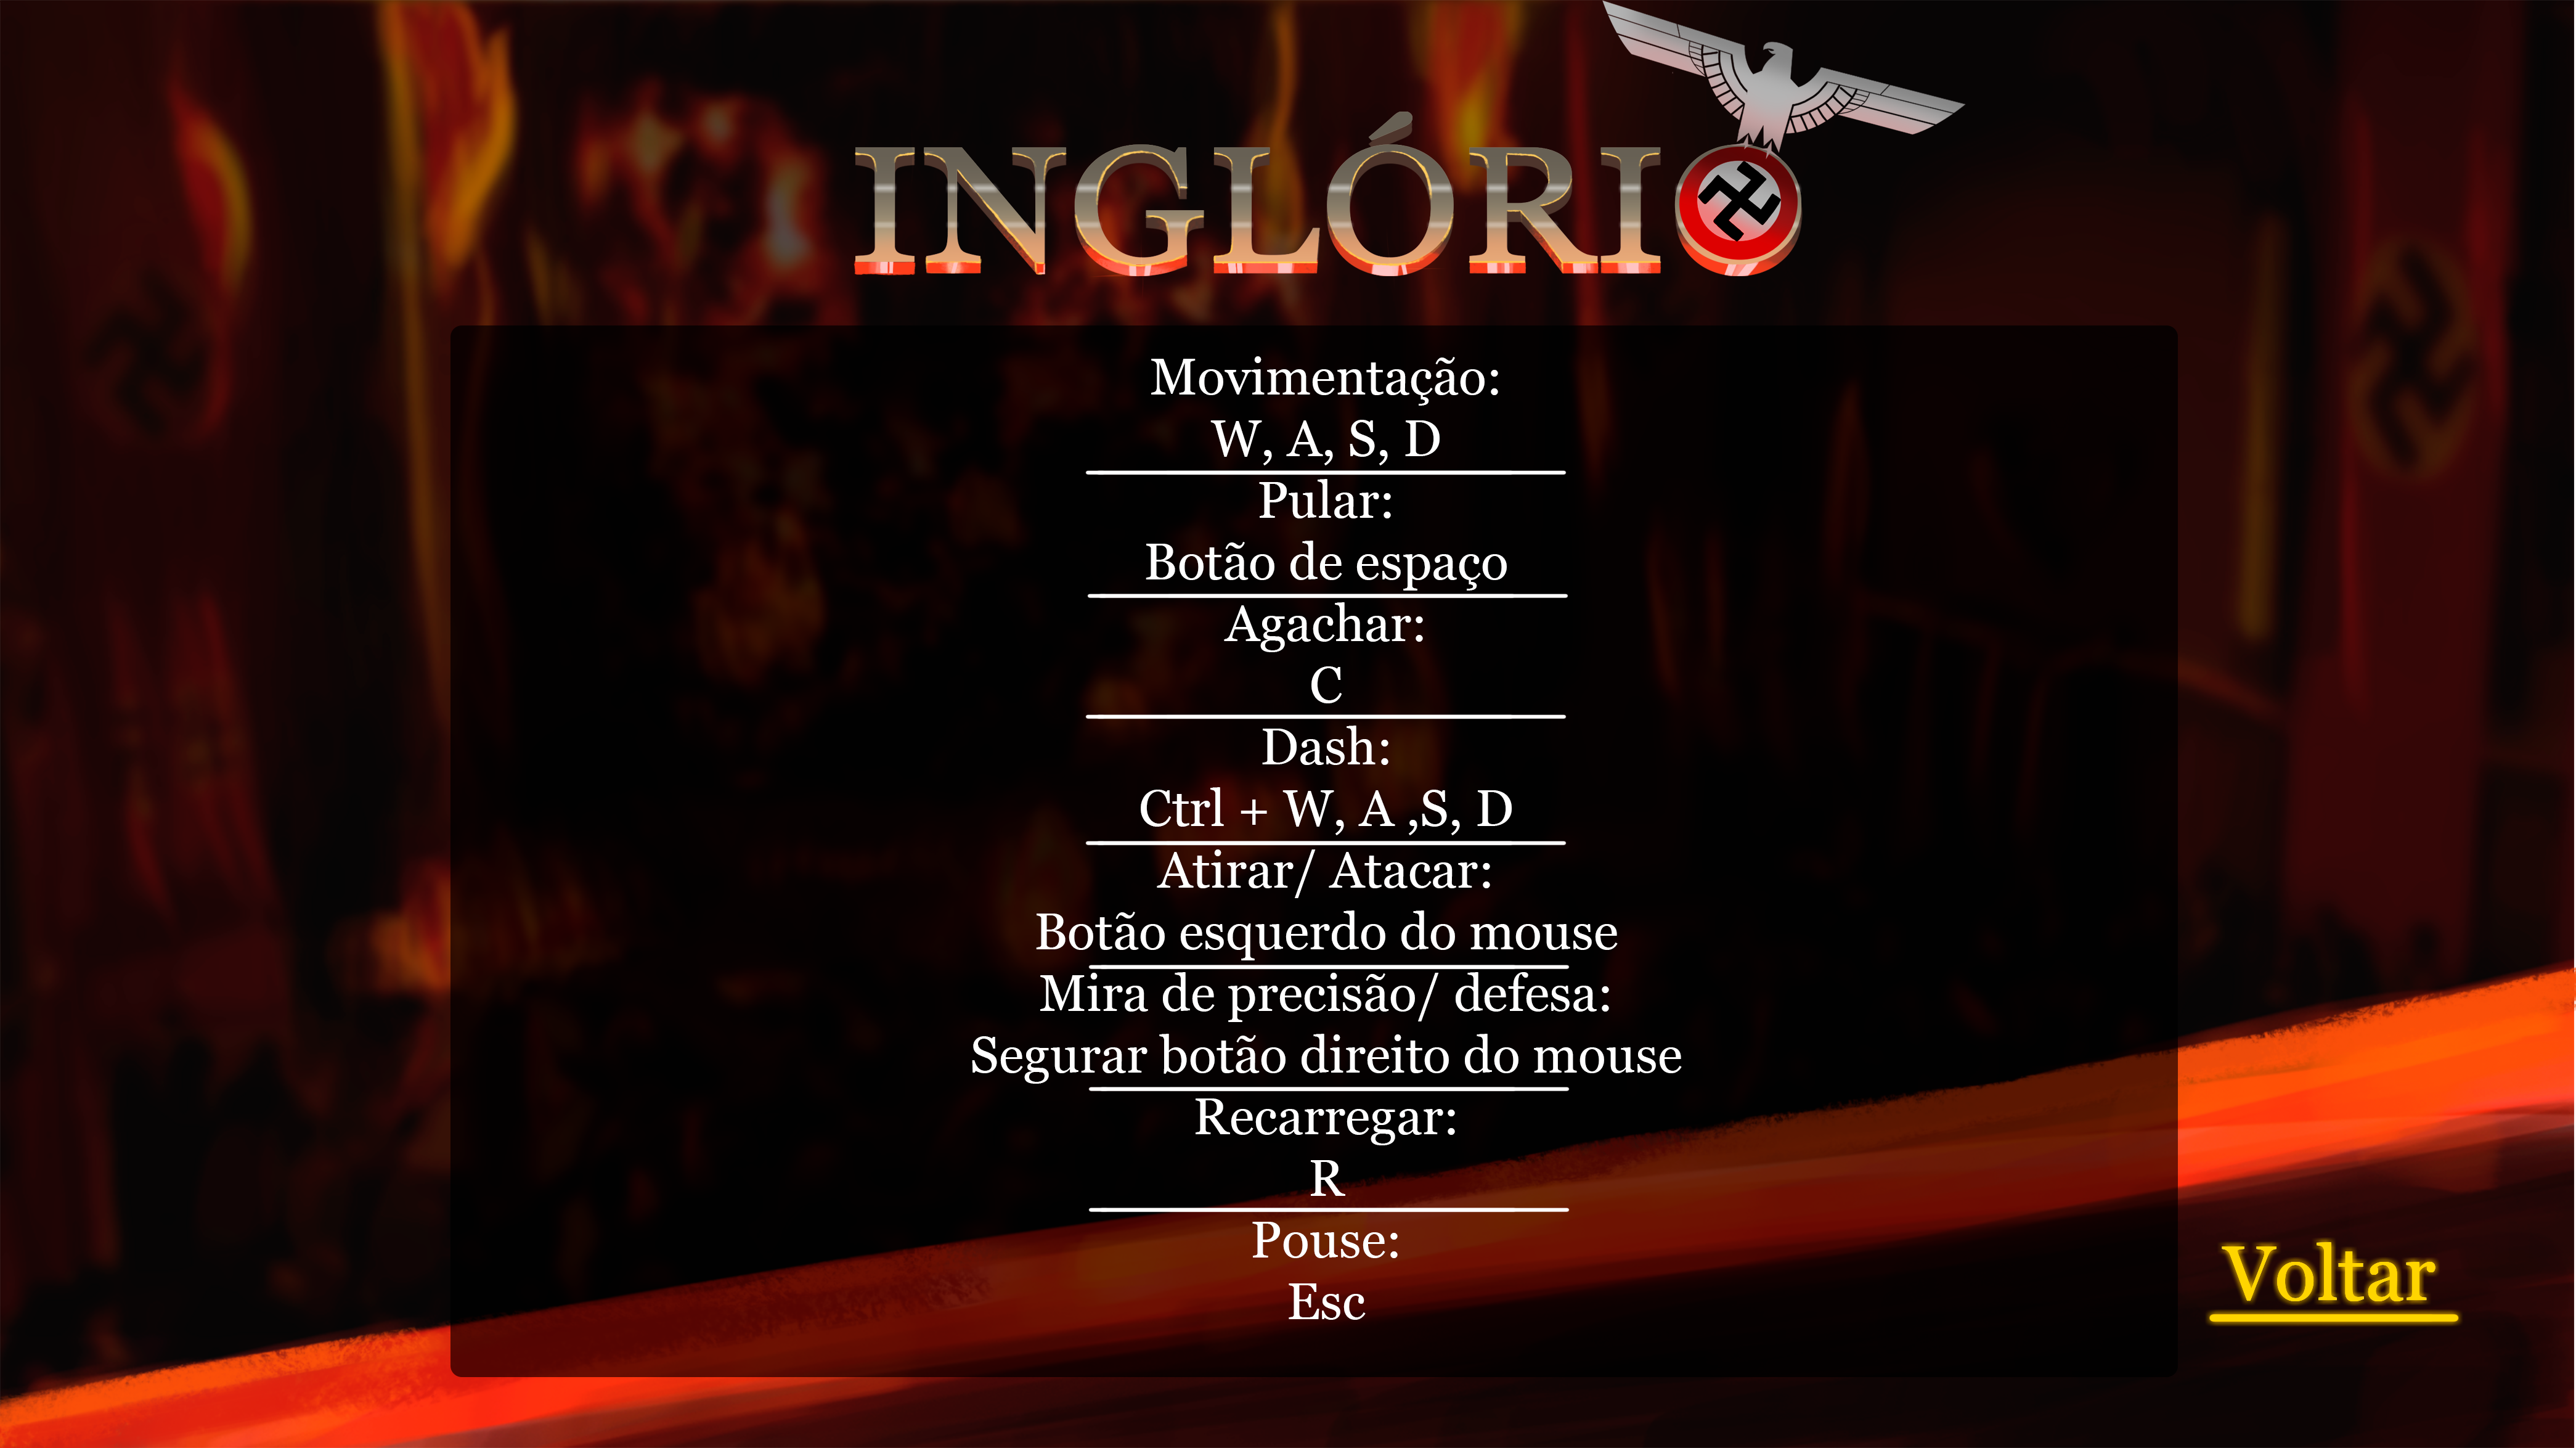 INGLÓRIO
Movimentação:
W, A, S, D
Pular:
Botão de espaço
Agachar:
C
Dash:
Ctrl + W, A ,S, D
Atirar/ Atacar:
Botão esquerdo do mouse
Mira de precisão/ defesa:
Segurar botão direito do mouse
Recarregar:
R
Pouse:
Esc
Voltar